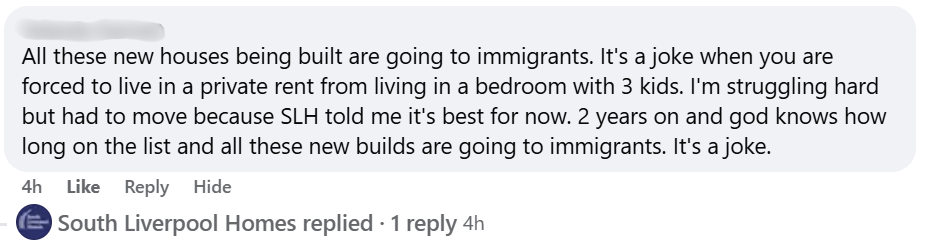 All these new houses being built are going to immigrants. It's a joke when you are
forced to live in a private rent from living in a bedroom with 3 kids. I'm struggling hard
but had to move because SLH told me it's best for now. 2 years on and god knows how
long on the list and all these new builds are going to immigrants. It's a joke.
4h Like Reply Hide
South Liverpool Homes replied · 1 reply 4h